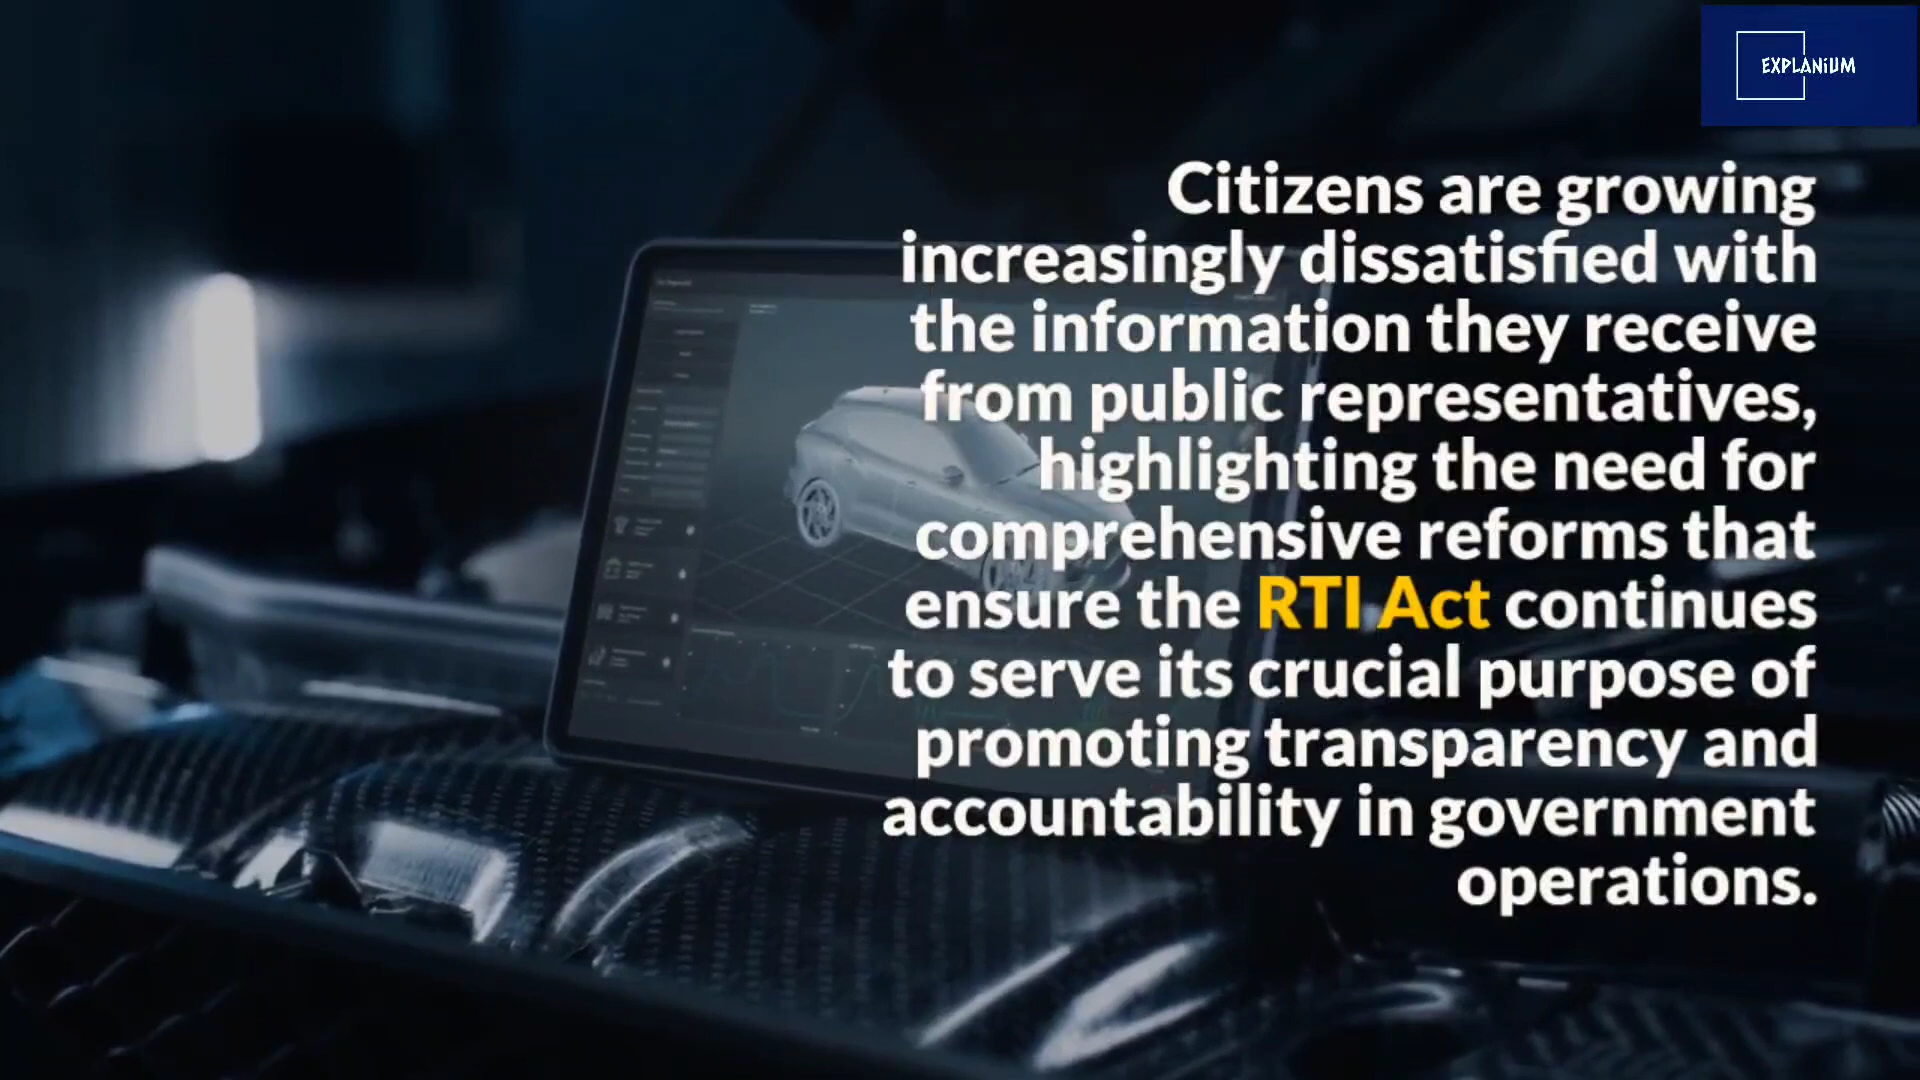 EXPLANiUM
Citizens are growing
increasingly dissatisfied with
the information they receive
from public representatives,
highlighting the need for
comprehensive reforms that
ensure the RTI Act continues
to serve its crucial purpose of
promoting transparency and
accountability in government
operations.